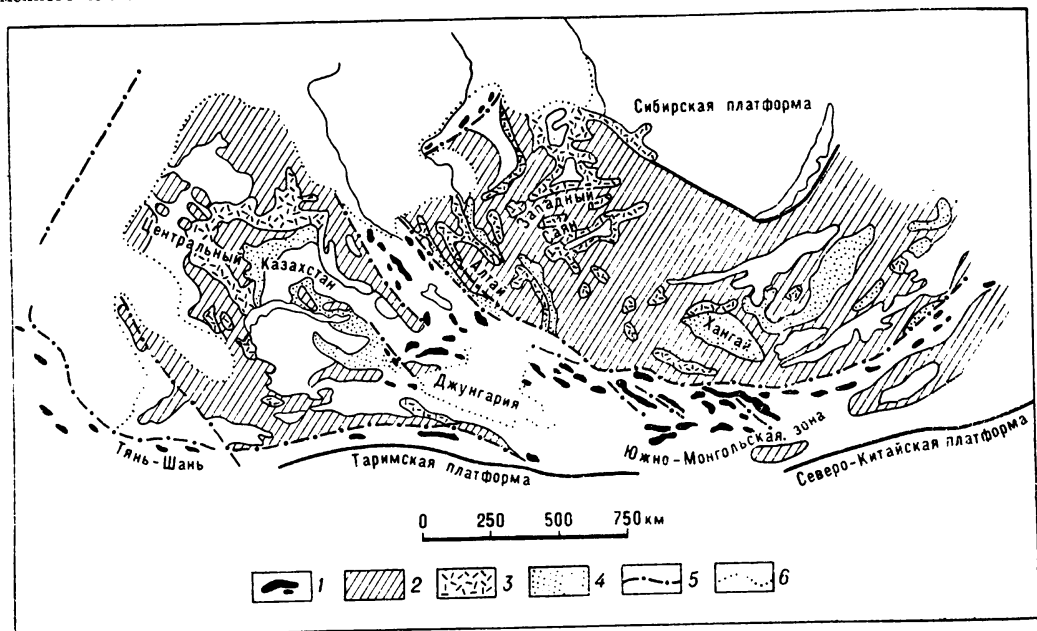 Сибирская платформа
Западный
Саян
Центральный
Казахстан
Алтай
Хангай
Джунгария
Южно-Монгольская зона
Тянь-Шань
Таримская платформа
Северо-Китайская платформа
0 250 500 750 км
1 2 3 4 5 6